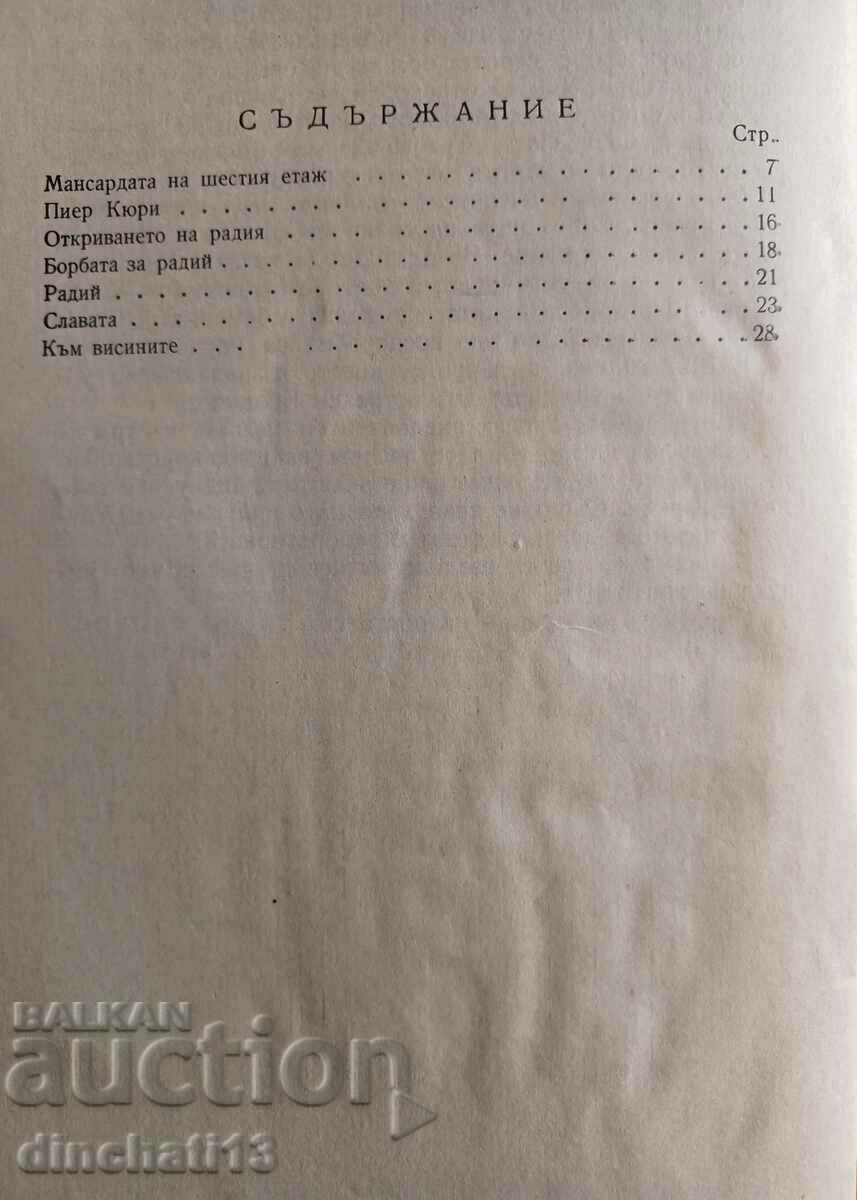 СЪДЪРЖАНИЕ
Стр..
Мансардата на шестия етаж . . . . . . . . . . . . . . . . 7
Пиер Кюри . . . . . . . . . . . . . . . . . . . . . . 11
Откриването на радия . . . . . . . . . . . . . . . . . . 16
Борбата за радий . . . . . . . . . . . . . . . . . . . . 18
Радий . . . . . . . . . . . . . . . . . . . . . . . . 21
Славата . . . . . . . . . . . . . . . . . . . . . . . 23
Към висините . . . . . . . . . . . . . . . . . . . . 28
BALKAN
auction
dinchati13